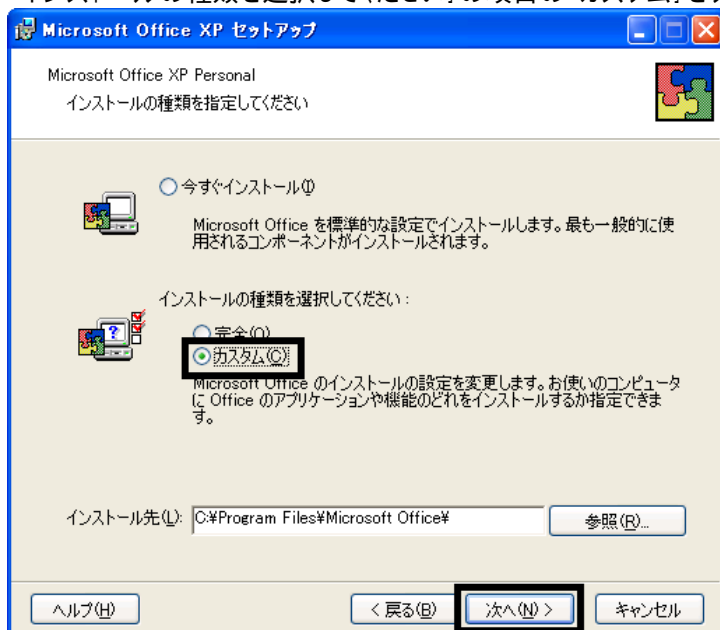 Microsoft Office XP セットアップ
Microsoft Office XP Personal
インストールの種類を指定してください
今すぐインストール(I)
Microsoft Office を標準的な設定でインストールします。最も一般的に使
用されるコンポーネントがインストールされます。
インストールの種類を選択してください :
完全(O)
カスタム(C)
Microsoft Office のインストールの設定を変更します。お使いのコンピュータ
に Office のアプリケーションや機能のどれをインストールするか指定できま
す。
インストール先(L): C:¥Program Files¥Microsoft Office¥ 参照(R)...
ヘルプ(H) < 戻る(B) 次へ(N) > キャンセル